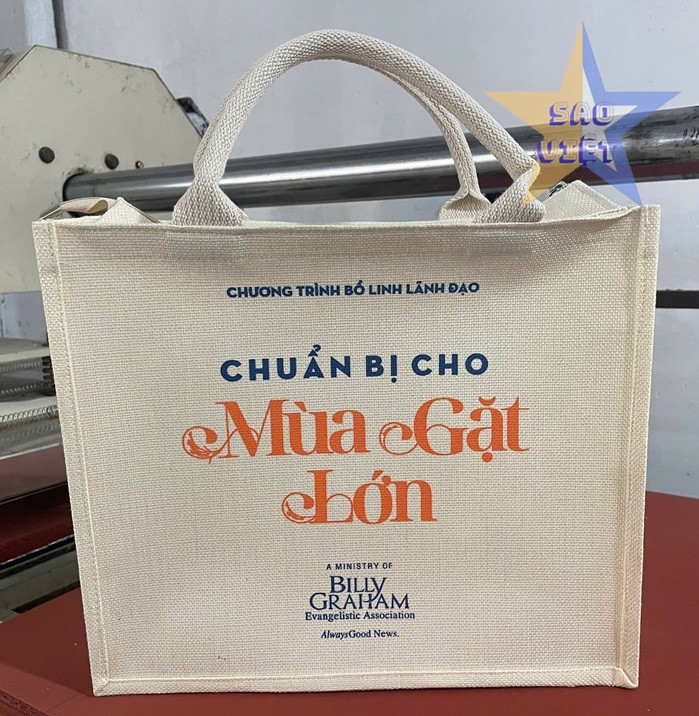 SAO
VIỆT
CHƯƠNG TRÌNH BỒ LINH LÃNH ĐẠO
CHUẨN BỊ CHO
Mùa Gặt
Lớn
A MINISTRY OF
BILLY
GRAHAM
Evangelistic Association
AlwaysGood News.